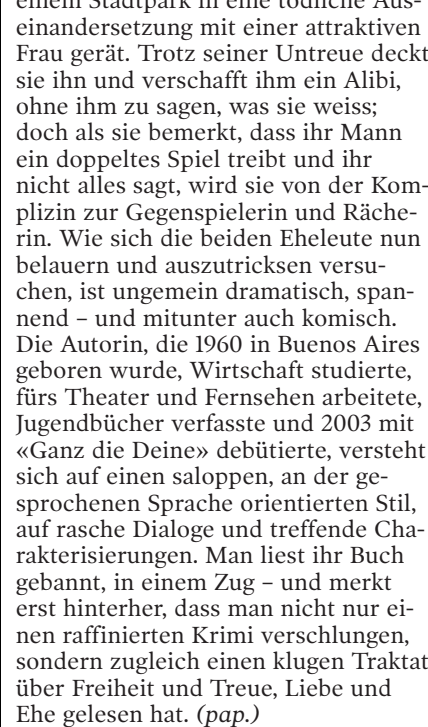 einem Stadtpark in eine tödliche Aus-
einandersetzung mit einer attraktiven
Frau gerät. Trotz seiner Untreue deckt
sie ihn und verschafft ihm ein Alibi,
ohne ihm zu sagen, was sie weiss;
doch als sie bemerkt, dass ihr Mann
ein doppeltes Spiel treibt und ihr
nicht alles sagt, wird sie von der Kom-
plizin zur Gegenspielerin und Räche-
rin. Wie sich die beiden Eheleute nun
belauern und auszutricksen versu-
chen, ist ungemein dramatisch, span-
nend – und mitunter auch komisch.
Die Autorin, die 1960 in Buenos Aires
geboren wurde, Wirtschaft studierte,
fürs Theater und Fernsehen arbeitete,
Jugendbücher verfasste und 2003 mit
«Ganz die Deine» debütierte, versteht
sich auf einen saloppen, an der ge-
sprochenen Sprache orientierten Stil,
auf rasche Dialoge und treffende Cha-
rakterisierungen. Man liest ihr Buch
gebannt, in einem Zug – und merkt
erst hinterher, dass man nicht nur ei-
nen raffinierten Krimi verschlungen,
sondern zugleich einen klugen Traktat
über Freiheit und Treue, Liebe und
Ehe gelesen hat. (pap.)